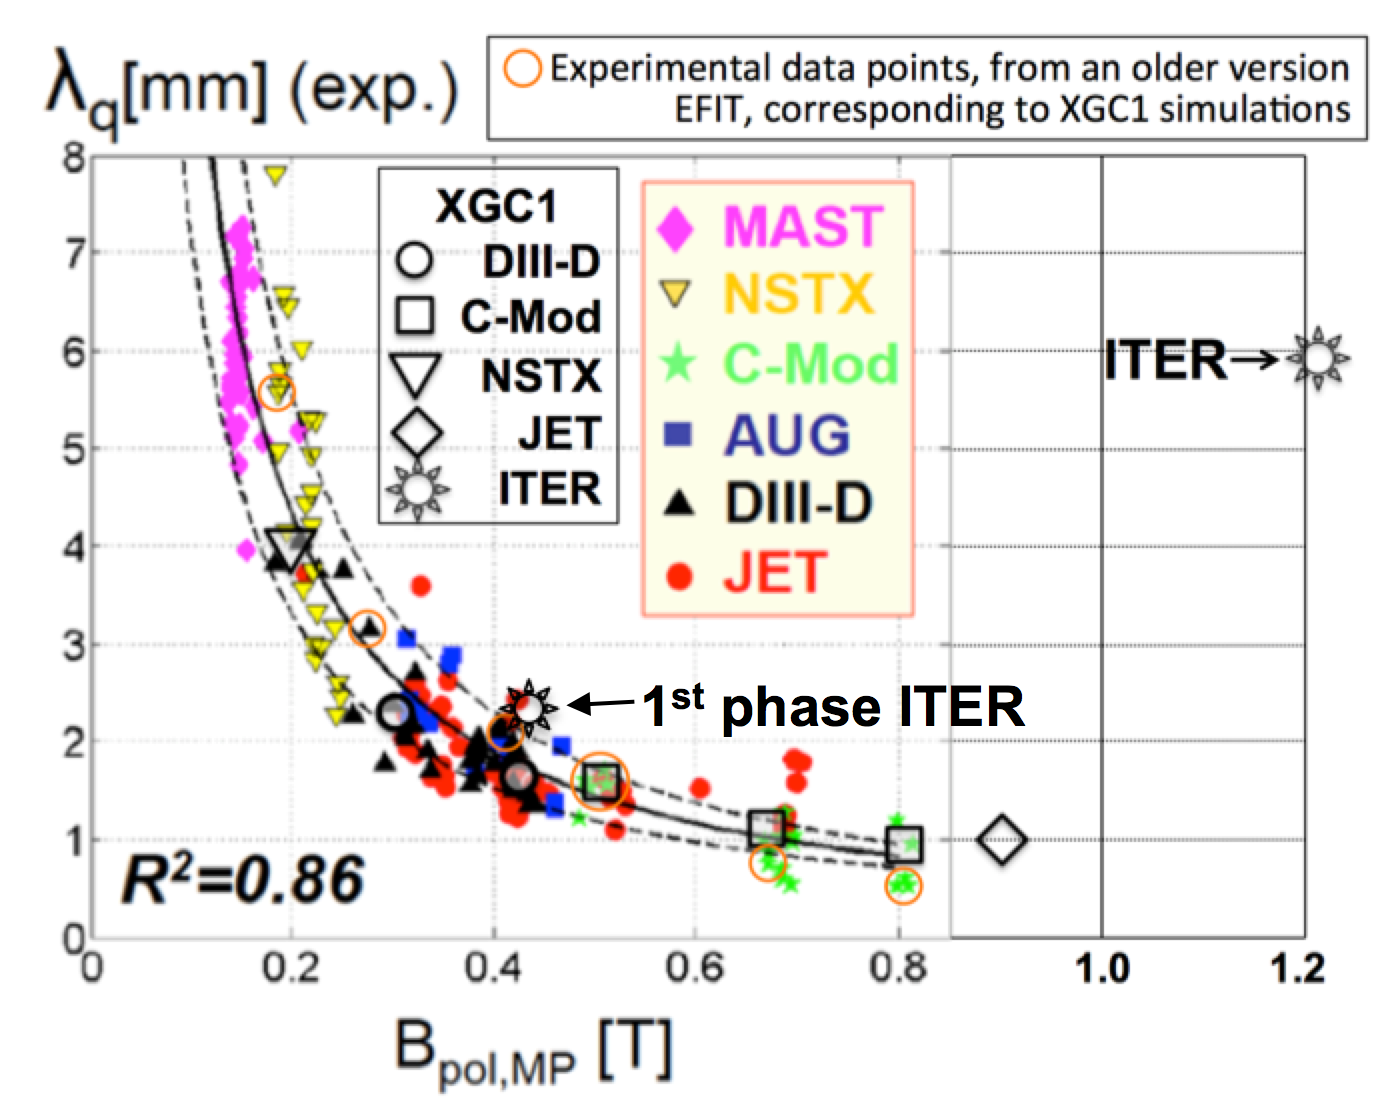 λq[mm] (exp.)
Experimental data points, from an older version
EFIT, corresponding to XGC1 simulations
8
7
6
5
4
3
2
1
0
XGC1
DIII-D
C-Mod
NSTX
JET
ITER
MAST
NSTX
C-Mod
AUG
DIII-D
JET
ITER
1st phase ITER
R²=0.86
0 0.2 0.4 0.6 0.8 1.0 1.2
Bpol,MP [T]